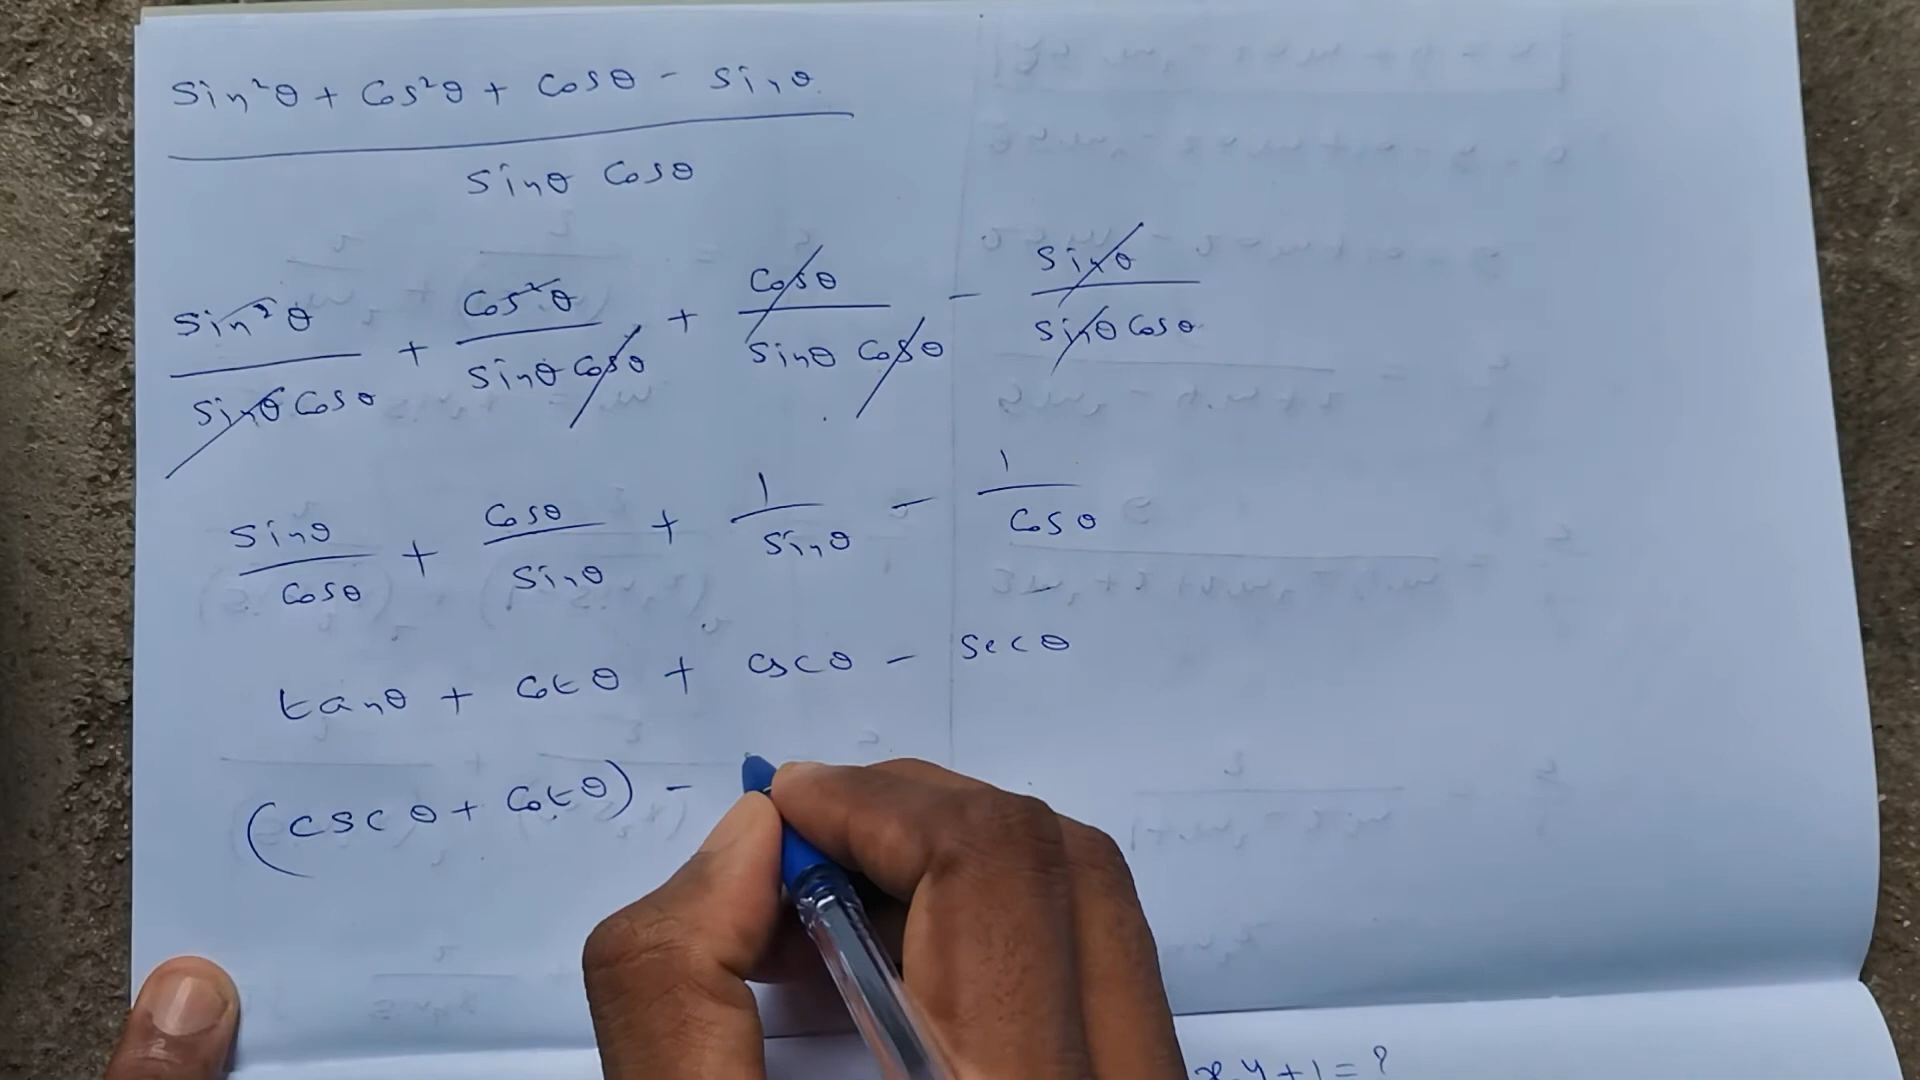 sin²θ + cos²θ + cosθ - sinθ
sinθ cosθ
sin²θ/sinθ cosθ + cos²θ/sinθ cosθ + cosθ/sinθ cosθ - sinθ/sinθ cosθ
sinθ/cosθ + cosθ/sinθ + 1/sinθ - 1/cosθ
tanθ + cotθ + cscθ - secθ
(cscθ + cotθ) -
x y + 1 = ?